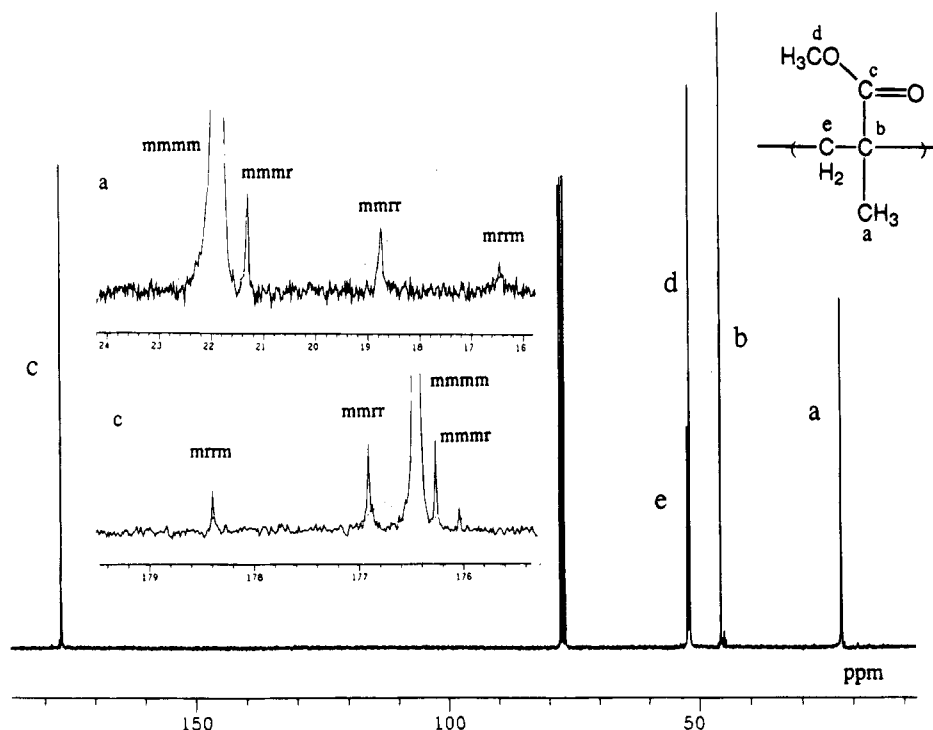 d
H₃CO
c
C
O
e
b
C
C
H₂
CH₃
a
mmmm
mmmr
a
mmrr
mrrm
24 23 22 21 20 19 18 17 16
d
b
c
mmmm
c
mmrr
mmmr
a
mrrm
e
179 178 177 176
ppm
150 100 50